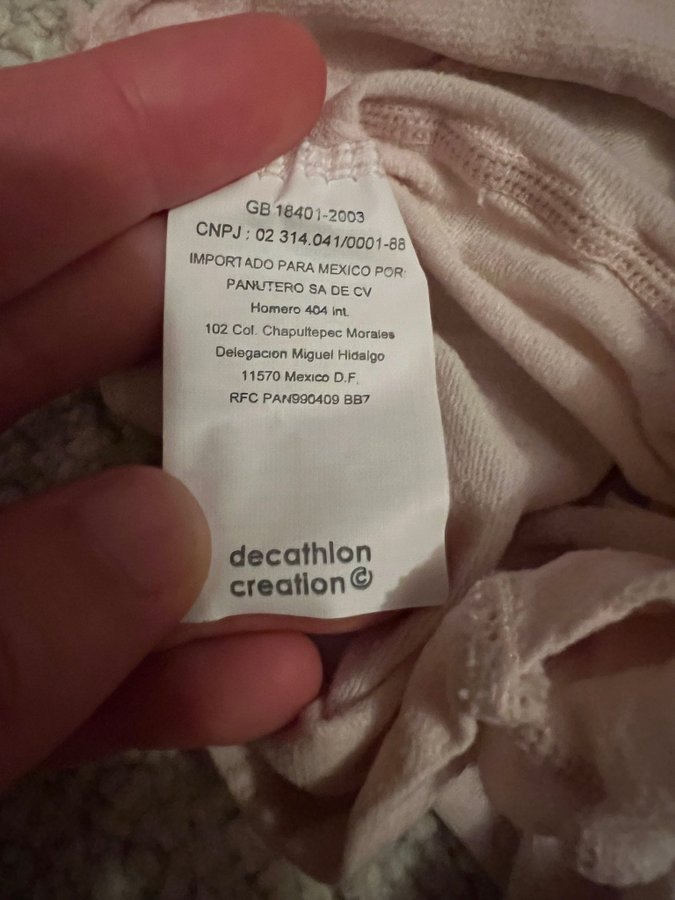 GB 18401-2003
CNPJ : 02 314.041/0001-88
IMPORTADO PARA MEXICO POR:
PANUTERO SA DE CV
Homero 404 Int.
102 Col. Chapultepec Morales
Delegacion Miguel Hidalgo
11570 Mexico D.F.
RFC PAN990409 BB7
decathlon
creation©